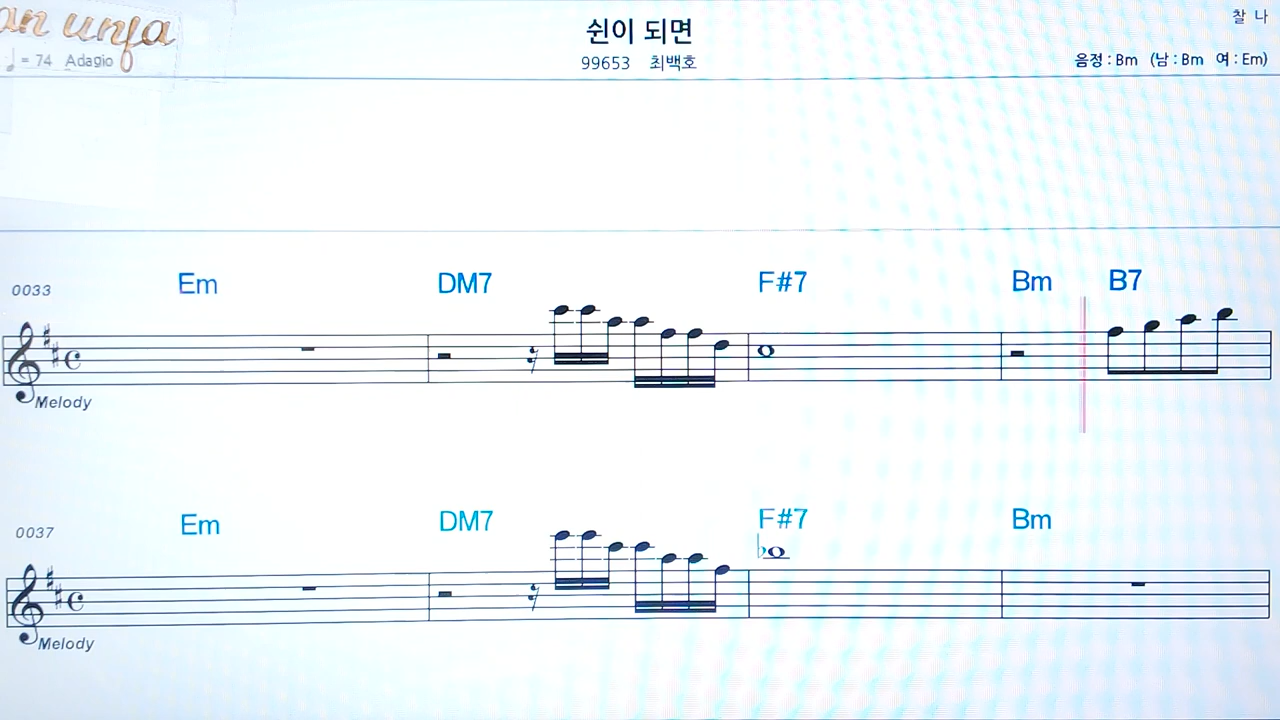 쉰이 되면
찰 나
♩ = 74 Adagio
99653 최백호
음정 : Bm (남 : Bm 여 : Em)
0033 Em DM7 F#7 Bm B7
Melody
0037 Em DM7 F#7 Bm
Melody